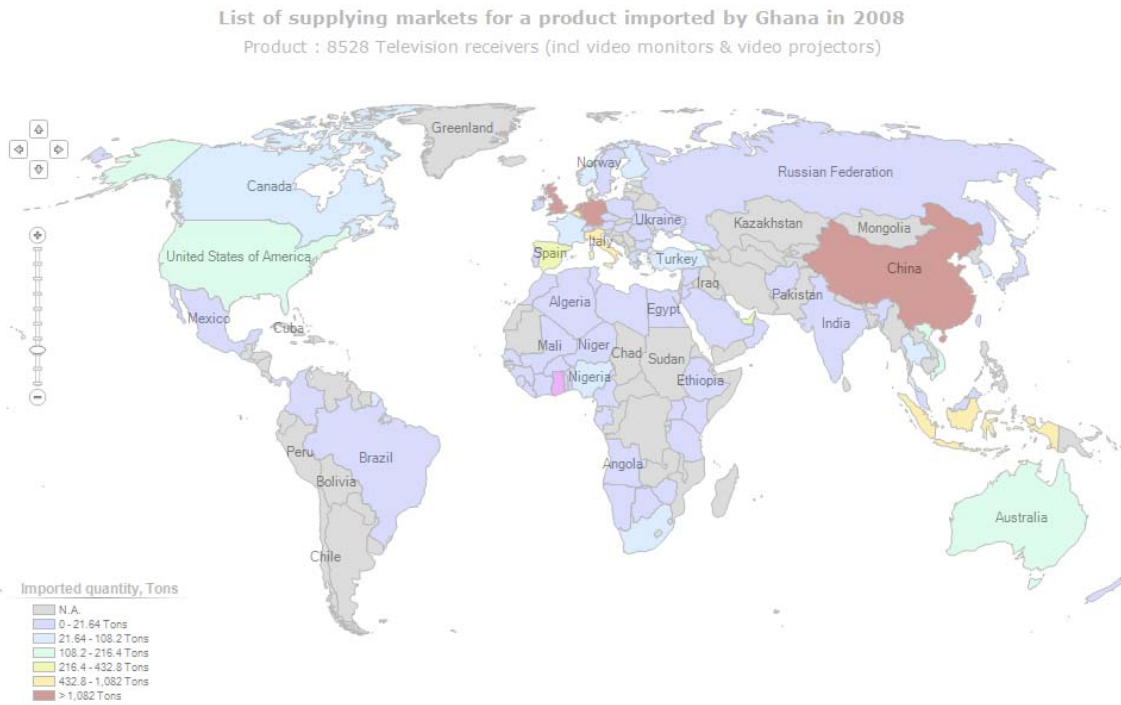 List of supplying markets for a product imported by Ghana in 2008
Product : 8528 Television receivers (incl video monitors & video projectors)
Greenland
Norway
Russian Federation
Canada
Ukraine
Kazakhstan
Mongolia
United States of America
Spain
Italy
Turkey
China
Iraq
Pakistan
Algeria
Egypt
Mexico
Cuba
India
Mali
Niger
Chad
Sudan
Nigeria
Ethiopia
Peru
Brazil
Angola
Bolivia
Australia
Chile
Imported quantity, Tons
N.A.
0 - 21.64 Tons
21.64 - 108.2 Tons
108.2 - 216.4 Tons
216.4 - 432.8 Tons
432.8 - 1,082 Tons
> 1,082 Tons